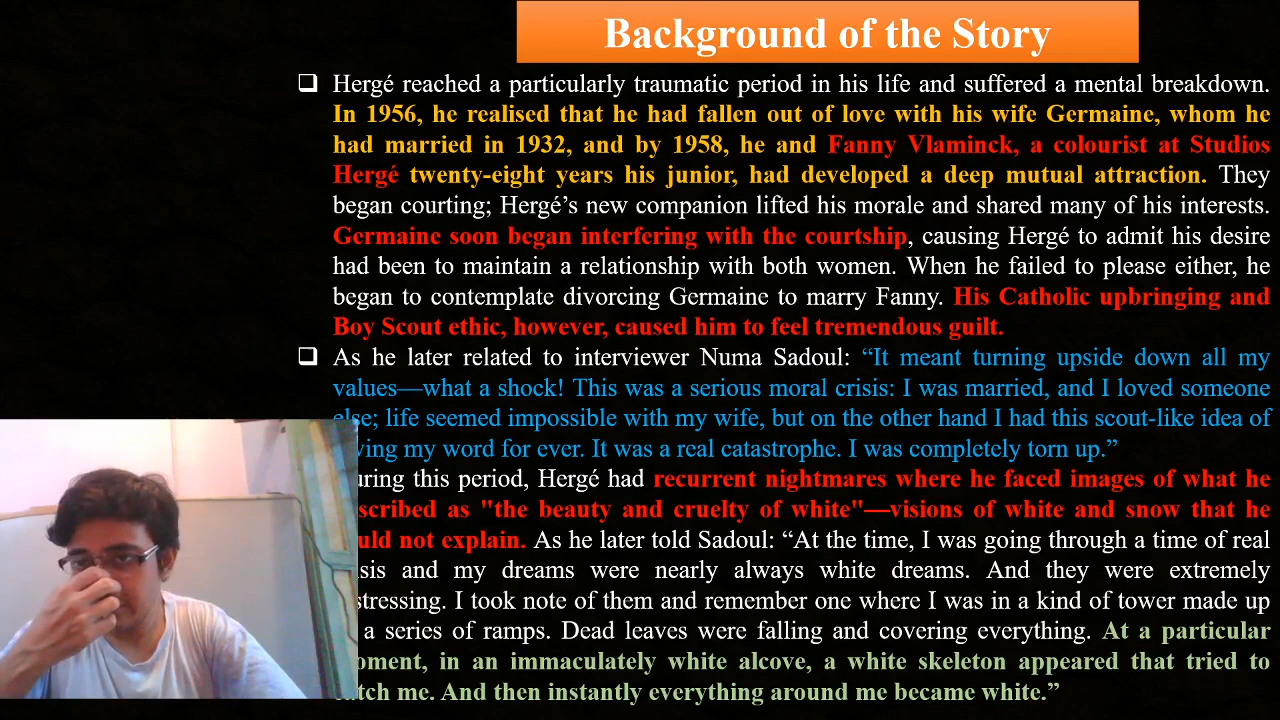 Background of the Story
Hergé reached a particularly traumatic period in his life and suffered a mental breakdown.
In 1956, he realised that he had fallen out of love with his wife Germaine, whom he
had married in 1932, and by 1958, he and Fanny Vlaminck, a colourist at Studios
Hergé twenty-eight years his junior, had developed a deep mutual attraction. They
began courting; Hergé’s new companion lifted his morale and shared many of his interests.
Germaine soon began interfering with the courtship, causing Hergé to admit his desire
had been to maintain a relationship with both women. When he failed to please either, he
began to contemplate divorcing Germaine to marry Fanny. His Catholic upbringing and
Boy Scout ethic, however, caused him to feel tremendous guilt.
As he later related to interviewer Numa Sadoul: “It meant turning upside down all my
values—what a shock! This was a serious moral crisis: I was married, and I loved someone
else; life seemed impossible with my wife, but on the other hand I had this scout-like idea of
ving my word for ever. It was a real catastrophe. I was completely torn up.”
uring this period, Hergé had recurrent nightmares where he faced images of what he
scribed as "the beauty and cruelty of white"—visions of white and snow that he
uld not explain. As he later told Sadoul: “At the time, I was going through a time of real
sis and my dreams were nearly always white dreams. And they were extremely
stressing. I took note of them and remember one where I was in a kind of tower made up
a series of ramps. Dead leaves were falling and covering everything. At a particular
oment, in an immaculately white alcove, a white skeleton appeared that tried to
tch me. And then instantly everything around me became white.”